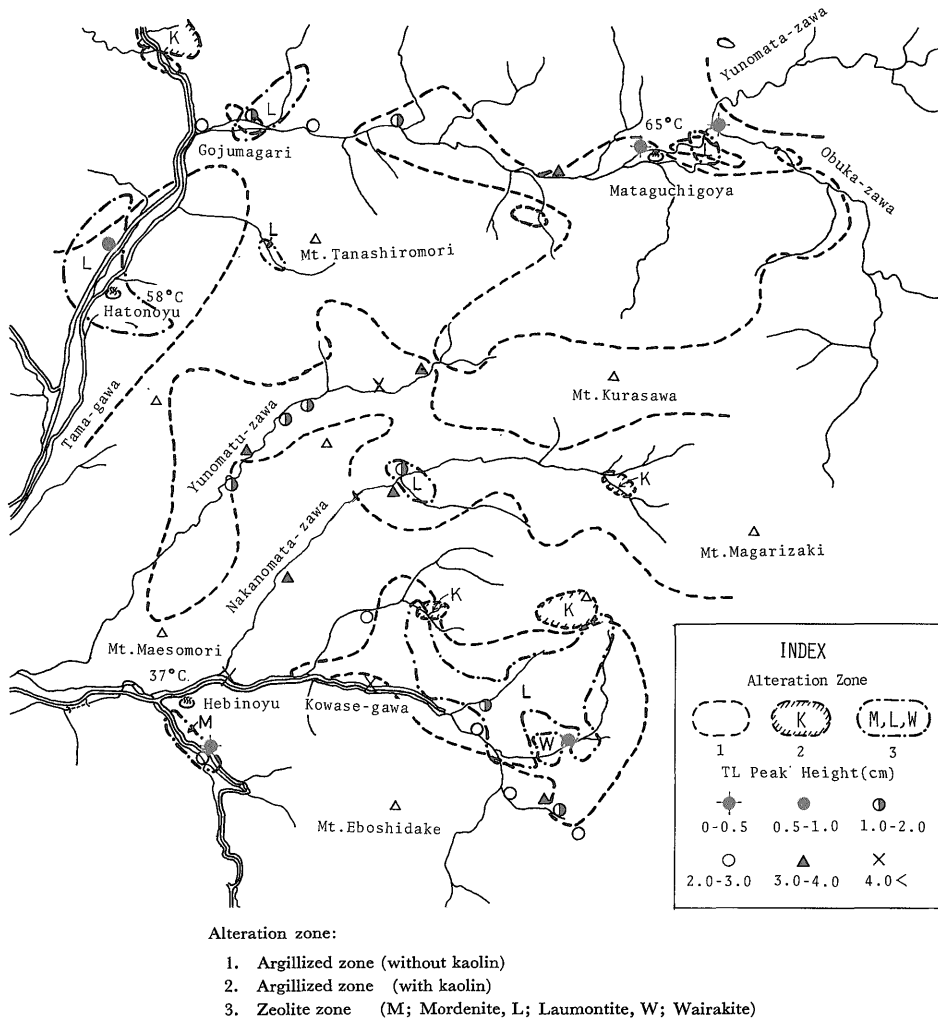 K
Yunomata-zawa
L
65°C
Gojumagari
L
Obuka-zawa
Mataguchigoya
L
Mt.Tanashiromori
L
58°C
Hatonoyu
Mt.Kurasawa
Tama-gawa
Yunomatu-zawa
L
K
Nakanomata-zawa
Mt.Magarizaki
K
K
Mt.Maesomori
37°C.
L
Hebinoyu
Kowase-gawa
M
W
Mt.Eboshidake
INDEX
Alteration Zone
K
M,L,W
1 2 3
TL Peak Height(cm)
0-0.5 0.5-1.0 1.0-2.0
2.0-3.0 3.0-4.0 4.0<
Alteration zone:
1. Argillized zone (without kaolin)
2. Argillized zone (with kaolin)
3. Zeolite zone (M; Mordenite, L; Laumontite, W; Wairakite)